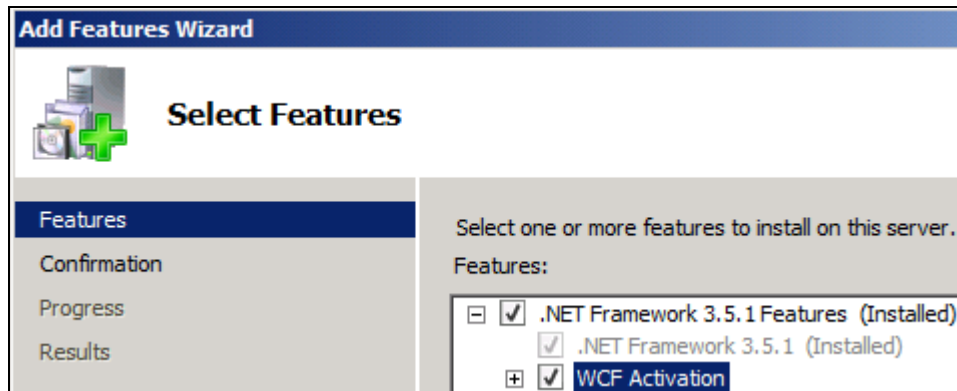 Add Features Wizard
Select Features
Features
Confirmation
Progress
Results
Select one or more features to install on this server.
Features:
.NET Framework 3.5.1 Features (Installed)
.NET Framework 3.5.1 (Installed)
WCF Activation